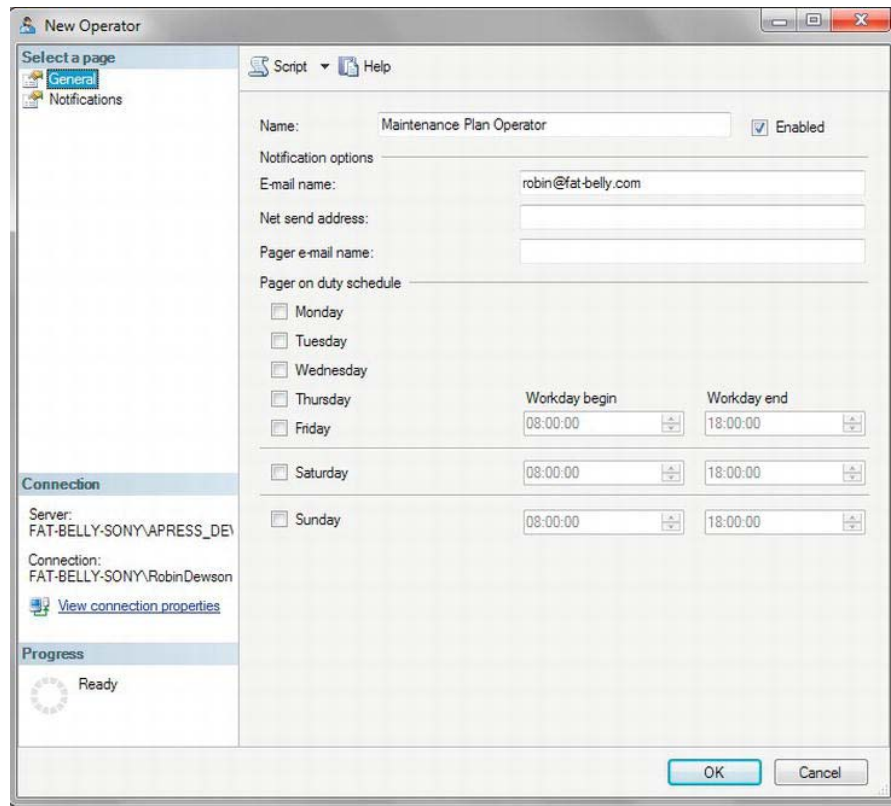 New Operator
Select a page
General
Notifications
Script Help
Name: Maintenance Plan Operator Enabled
Notification options
E-mail name: robin@fat-belly.com
Net send address:
Pager e-mail name:
Pager on duty schedule
Monday
Tuesday
Wednesday
Thursday Workday begin Workday end
Friday 08:00:00 18:00:00
Saturday 08:00:00 18:00:00
Sunday 08:00:00 18:00:00
Connection
Server:
FAT-BELLY-SONY\APRESS_DEV
Connection:
FAT-BELLY-SONY\RobinDewson
View connection properties
Progress
Ready
OK Cancel